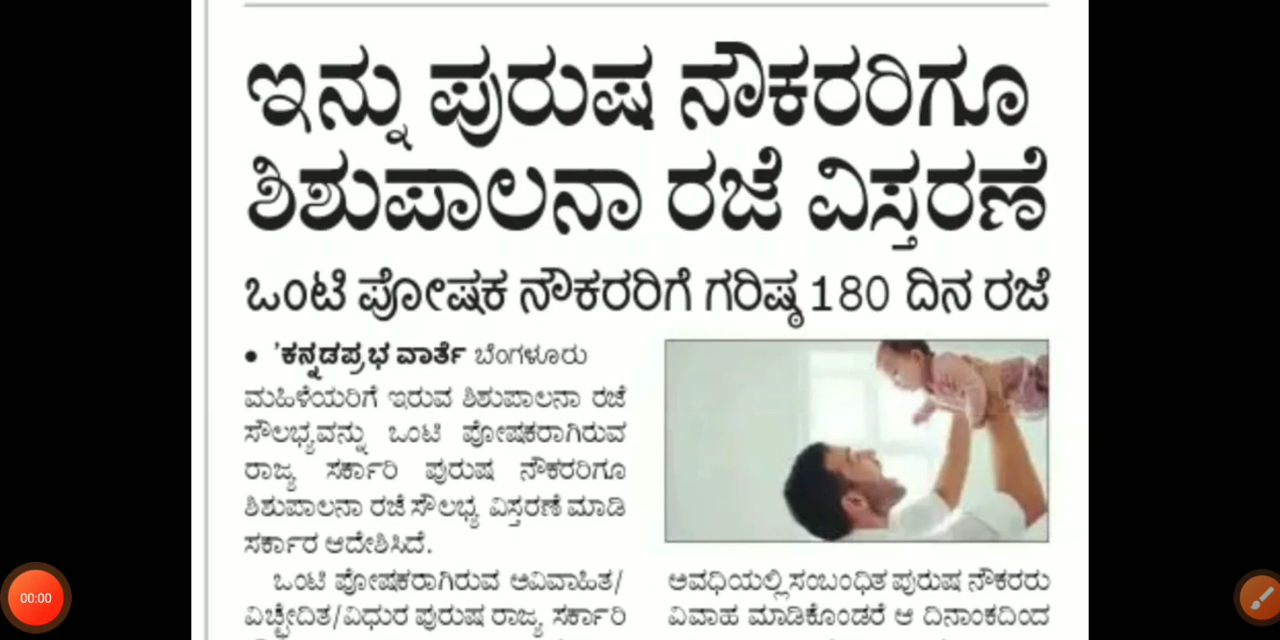 ಇನ್ನು ಪುರುಷ ನೌಕರರಿಗೂ
ಶಿಶುಪಾಲನಾ ರಜೆ ವಿಸ್ತರಣೆ
ಒಂಟಿ ಪೋಷಕ ನೌಕರರಿಗೆ ಗರಿಷ್ಠ 180 ದಿನ ರಜೆ
● 'ಕನ್ನಡಪ್ರಭ ವಾರ್ತೆ ಬೆಂಗಳೂರು
ಮಹಿಳೆಯರಿಗೆ ಇರುವ ಶಿಶುಪಾಲನಾ ರಜೆ
ಸೌಲಭ್ಯವನ್ನು ಒಂಟಿ ಪೋಷಕರಾಗಿರುವ
ರಾಜ್ಯ ಸರ್ಕಾರಿ ಪುರುಷ ನೌಕರರಿಗೂ
ಶಿಶುಪಾಲನಾ ರಜೆ ಸೌಲಭ್ಯ ವಿಸ್ತರಣೆ ಮಾಡಿ
ಸರ್ಕಾರ ಆದೇಶಿಸಿದೆ.
ಒಂಟಿ ಪೋಷಕರಾಗಿರುವ ಅವಿವಾಹಿತ/
ವಿಚ್ಛೇದಿತ/ವಿಧುರ ಪುರುಷ ರಾಜ್ಯ ಸರ್ಕಾರಿ
ಅವಧಿಯಲ್ಲಿ ಸಂಬಂಧಿತ ಪುರುಷ ನೌಕರರು
ವಿವಾಹ ಮಾಡಿಕೊಂಡರೆ ಆ ದಿನಾಂಕದಿಂದ
00:00